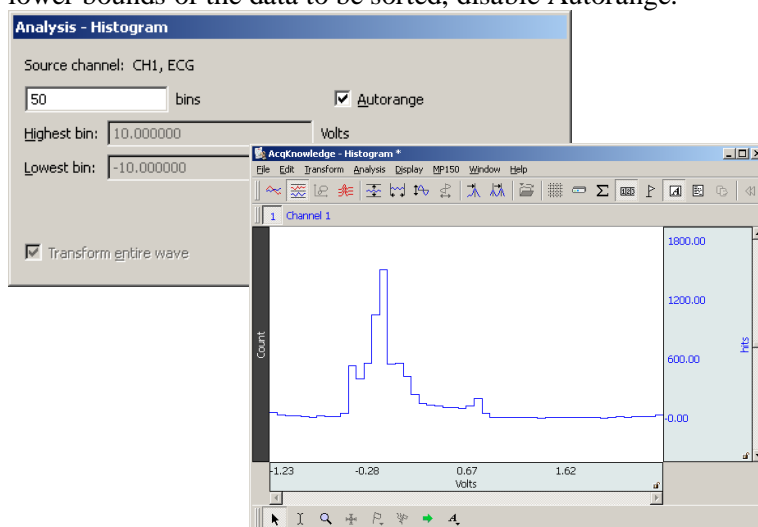 lower bounds of the data to be sorted, disable Autorange.
Analysis - Histogram
Source channel: CH1, ECG
50 bins Autorange
Highest bin: 10.000000 Volts
Lowest bin: -10.000000
Transform entire wave
AcqKnowledge - Histogram *
File Edit Transform Analysis Display MP150 Window Help
1 Channel 1
1800.00
1200.00
600.00
-0.00
Count
hits
-1.23 -0.28 0.67 1.62
Volts